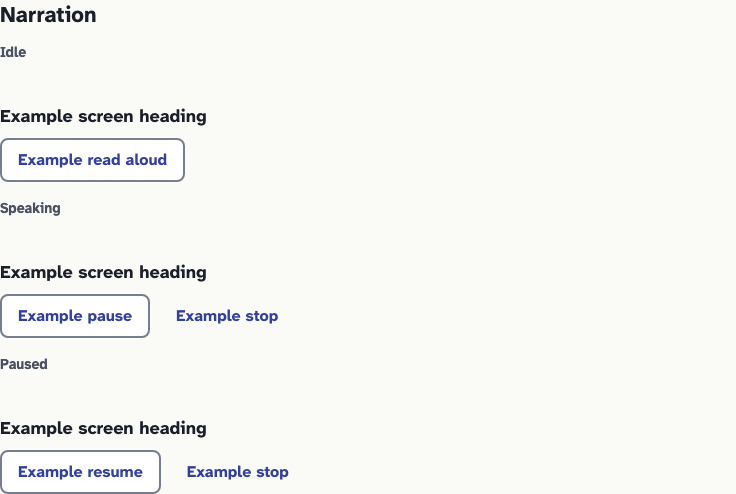 Narration
Idle
Example screen heading
Example read aloud
Speaking
Example screen heading
Example pause Example stop
Paused
Example screen heading
Example resume Example stop